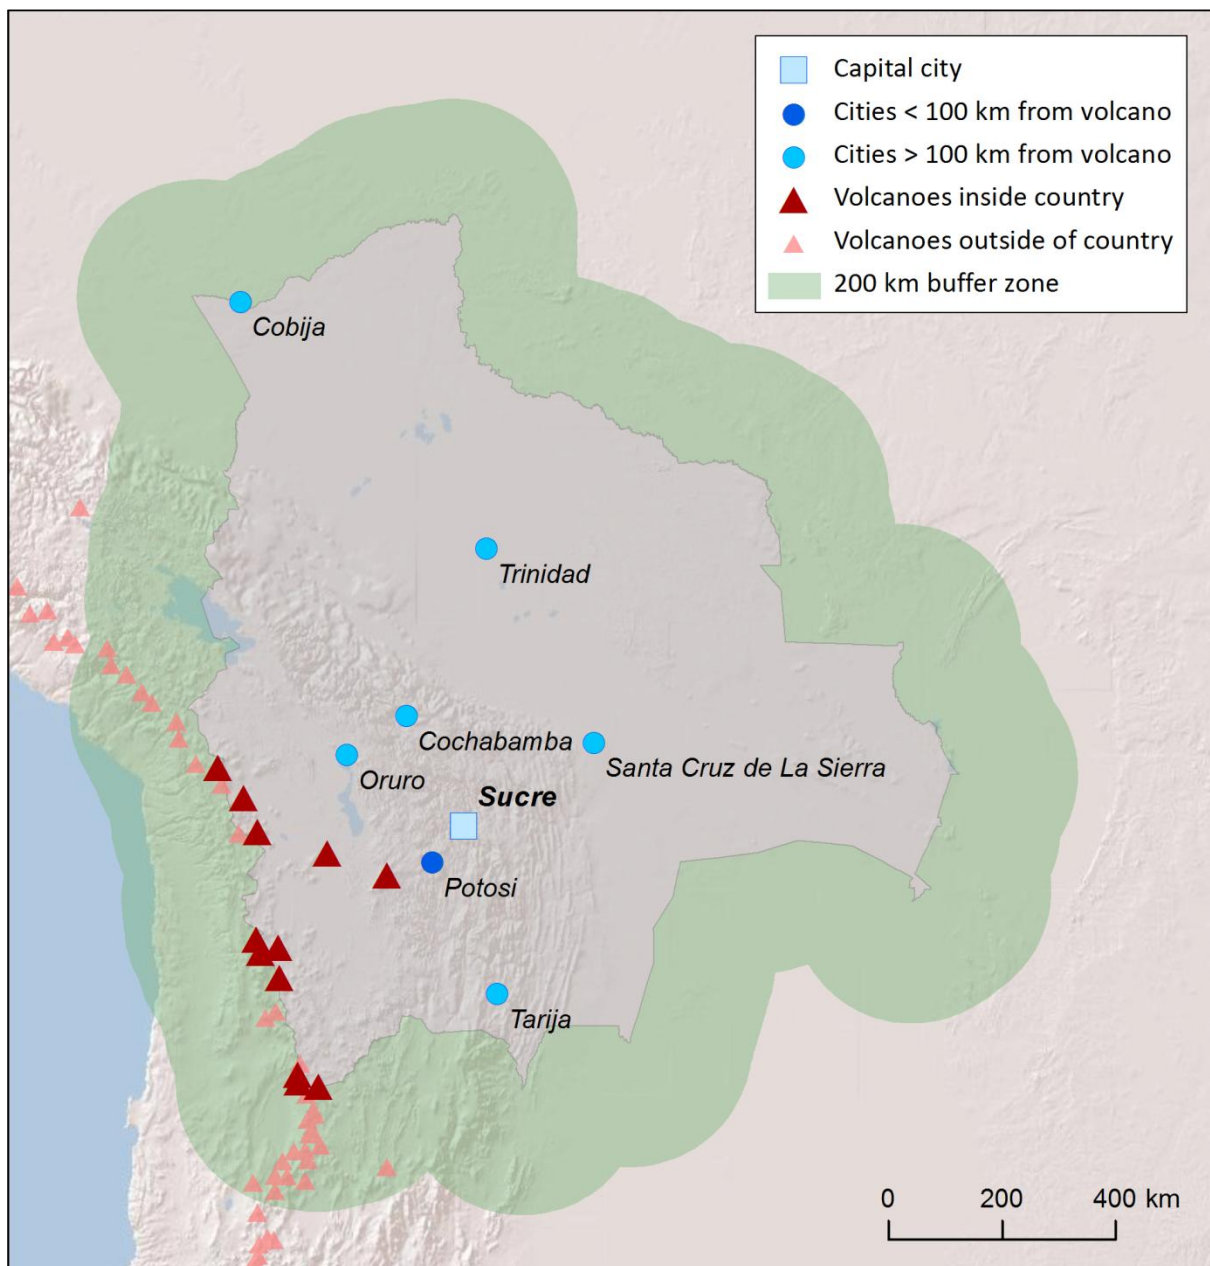 Capital city
Cities < 100 km from volcano
Cities > 100 km from volcano
Volcanoes inside country
Volcanoes outside of country
200 km buffer zone
Cobija
Trinidad
Cochabamba
Santa Cruz de La Sierra
Oruro
Sucre
Potosi
Tarija
0 200 400 km